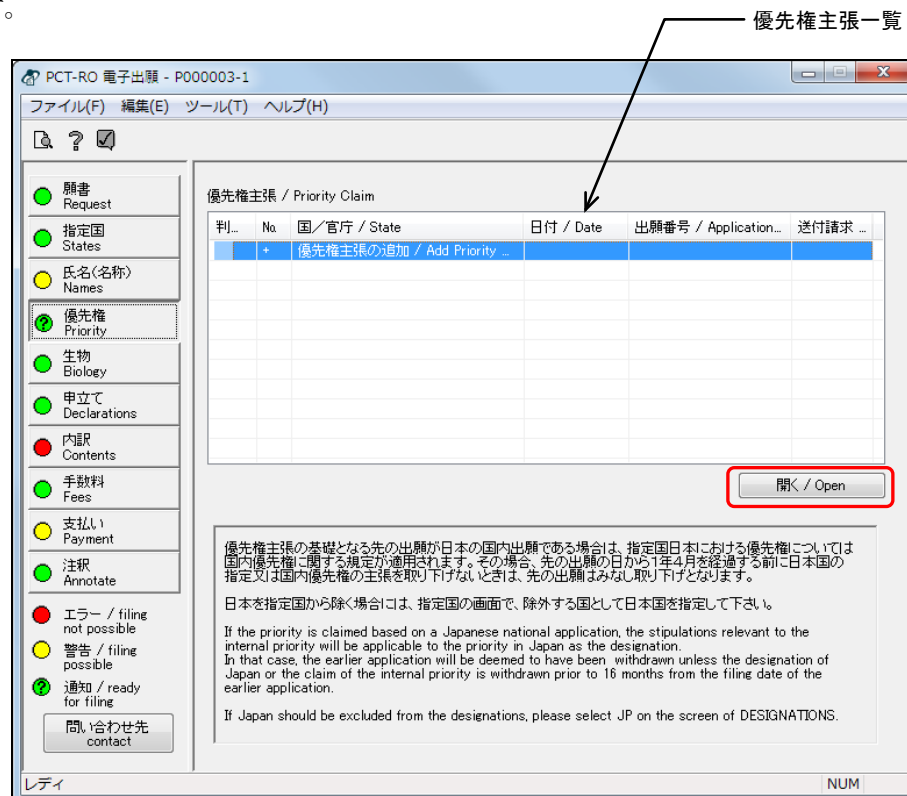 。
優先権主張一覧
PCT-RO 電子出願 - P000003-1
ファイル(F) 編集(E) ツール(T) ヘルプ(H)
願書
Request
指定国
States
氏名(名称)
Names
優先権
Priority
生物
Biology
申立て
Declarations
内訳
Contents
手数料
Fees
支払い
Payment
注釈
Annotate
エラー / filing
not possible
警告 / filing
possible
通知 / ready
for filing
問い合わせ先
contact
優先権主張 / Priority Claim
判... No. 国／官庁 / State 日付 / Date 出願番号 / Application... 送付請求 ...
+ 優先権主張の追加 / Add Priority ...
開く / Open
優先権主張の基礎となる先の出願が日本の国内出願である場合は、指定国日本における優先権については
国内優先権に関する規定が適用されます。その場合、先の出願の日から1年4月を経過する前に日本国の
指定又は国内優先権の主張を取り下げないときは、先の出願はみなし取り下げとなります。
日本を指定国から除く場合には、指定国の画面で、除外する国として日本国を指定して下さい。
If the priority is claimed based on a Japanese national application, the stipulations relevant to the
internal priority will be applicable to the priority in Japan as the designation.
In that case, the earlier application will be deemed to have been withdrawn unless the designation of
Japan or the claim of the internal priority is withdrawn prior to 16 months from the filing date of the
earlier application.
If Japan should be excluded from the designations, please select JP on the screen of DESIGNATIONS.
レディ NUM